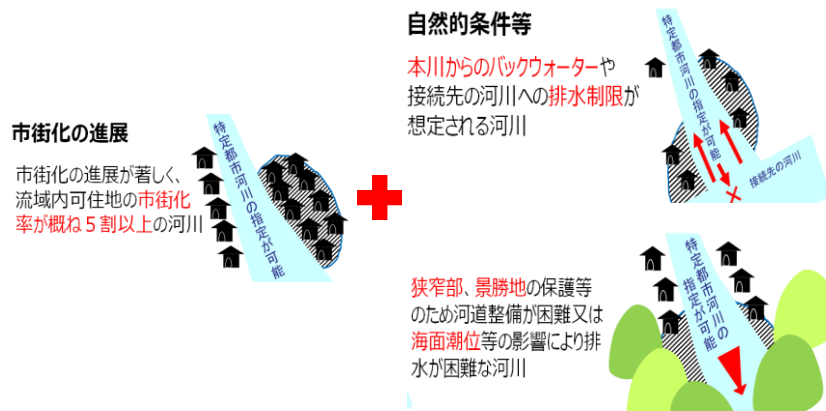 市街化の進展
市街化の進展が著しく、
流域内可住地の市街化
率が概ね５割以上の河川
特定都市河川の指定が可能
自然的条件等
本川からのバックウォーターや
接続先の河川への排水制限が
想定される河川
特定都市河川の指定が可能
接続先の河川
狭窄部、景勝地の保護等
のため河道整備が困難又は
海面潮位等の影響により排
水が困難な河川
特定都市河川の
指定が可能